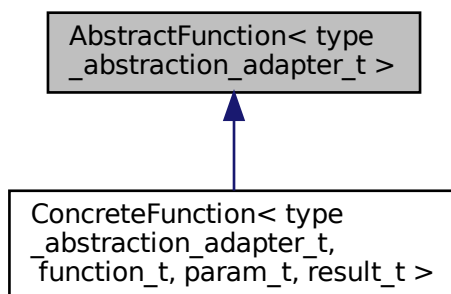 AbstractFunction< type
_abstraction_adapter_t >
ConcreteFunction< type
_abstraction_adapter_t,
function_t, param_t, result_t >